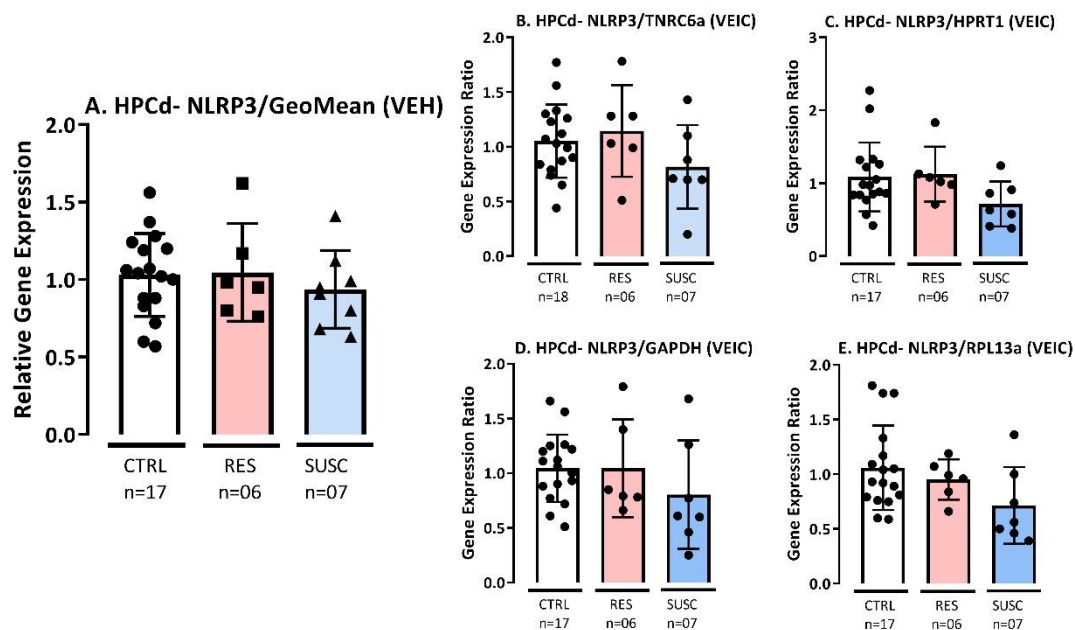 A. HPCd- NLRP3/GeoMean (VEH)
Relative Gene Expression
2.0
1.5
1.0
0.5
0.0
CTRL RES SUSC
n=17 n=06 n=07
B. HPCd- NLRP3/TNRC6a (VEIC)
Gene Expression Ratio
2.0
1.5
1.0
0.5
0.0
CTRL RES SUSC
n=18 n=06 n=07
C. HPCd- NLRP3/HPRT1 (VEIC)
Gene Expression Ratio
3
2
1
0
CTRL RES SUSC
n=17 n=06 n=07
D. HPCd- NLRP3/GAPDH (VEIC)
Gene Expression Ratio
2.0
1.5
1.0
0.5
0.0
CTRL RES SUSC
n=17 n=06 n=07
E. HPCd- NLRP3/RPL13a (VEIC)
Gene Expression Ratio
2.0
1.5
1.0
0.5
0.0
CTRL RES SUSC
n=17 n=06 n=07